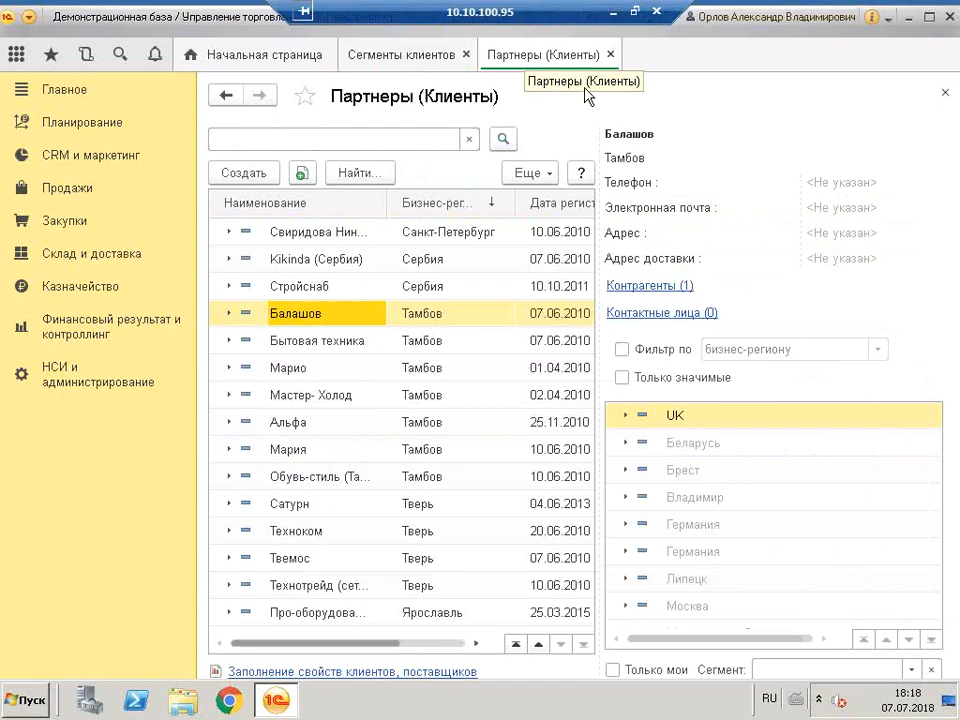 Демонстрационная база / Управление торговл
10.10.100.95
Орлов Александр Владимирович
Начальная страница
Сегменты клиентов ×
Партнеры (Клиенты) ×
Партнеры (Клиенты)
Главное
Планирование
CRM и маркетинг
Продажи
Закупки
Склад и доставка
Казначейство
Финансовый результат и
контроллинг
НСИ и
администрирование
Партнеры (Клиенты)
Создать
Найти...
Еще
?
Наименование Бизнес-рег... ↓ Дата регист
Свиридова Нин... Санкт-Петербург 10.06.2010
Kikinda (Сербия) Сербия 07.06.2010
Стройснаб Сербия 10.10.2011
Балашов Тамбов 07.06.2010
Бытовая техника Тамбов 07.06.2010
Марио Тамбов 01.04.2010
Мастер- Холод Тамбов 02.04.2010
Альфа Тамбов 25.11.2010
Мария Тамбов 10.06.2010
Обувь-стиль (Та... Тамбов 10.06.2010
Сатурн Тверь 04.06.2013
Техноком Тверь 20.06.2010
Твемос Тверь 07.06.2010
Технотрейд (сет... Тверь 10.06.2010
Про-оборудова... Ярославль 25.03.2015
Заполнение свойств клиентов, поставщиков
Балашов
Тамбов
Телефон : <Не указан>
Электронная почта : <Не указан>
Адрес : <Не указан>
Адрес доставки : <Не указан>
Контрагенты (1)
Контактные лица (0)
Фильтр по бизнес-региону
Только значимые
UK
Беларусь
Брест
Владимир
Германия
Германия
Липецк
Москва
Только мои Сегмент:
Пуск
RU
18:18
07.07.2018